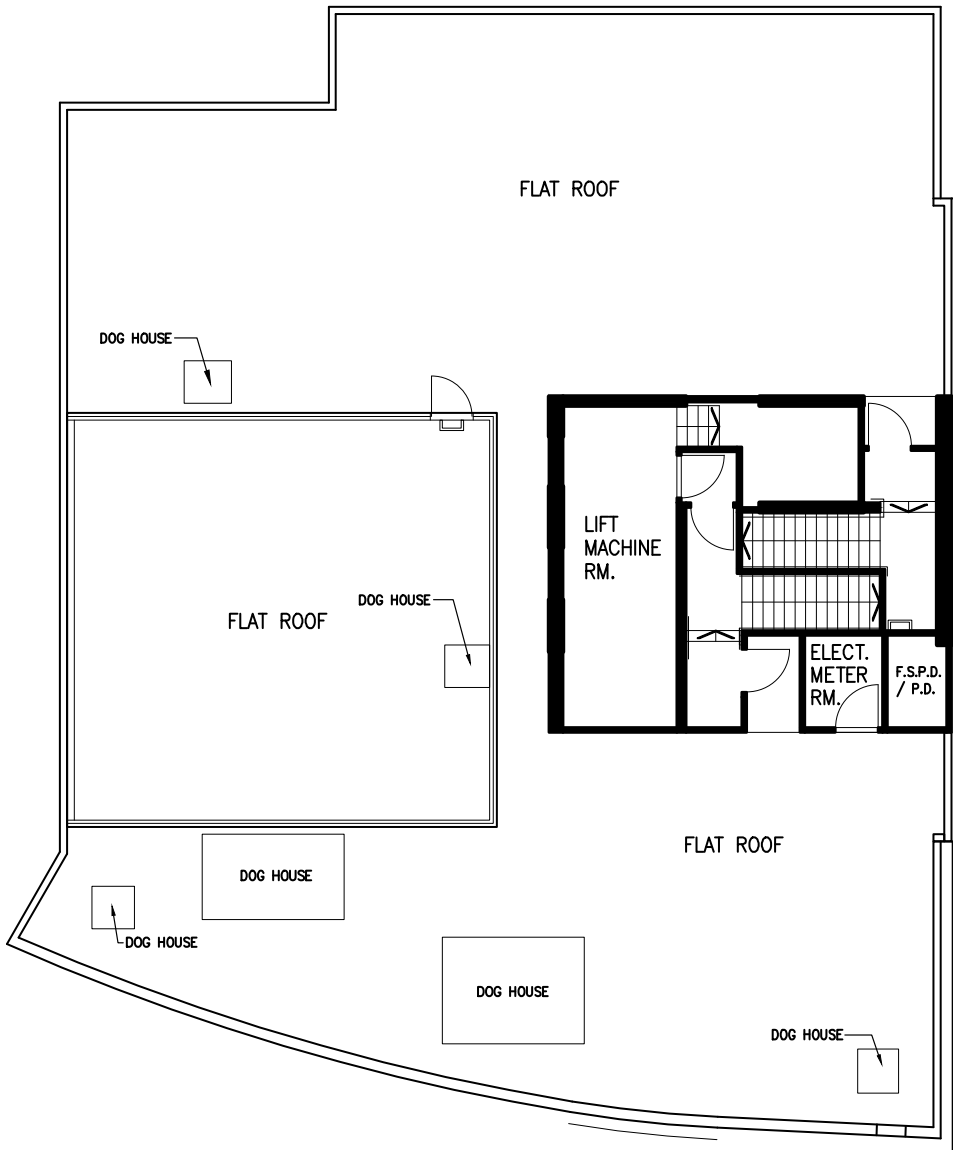 FLAT ROOF
DOG HOUSE
LIFT
MACHINE
RM.
DOG HOUSE
FLAT ROOF
ELECT.
METER
RM.
F.S.P.D.
/ P.D.
FLAT ROOF
DOG HOUSE
DOG HOUSE
DOG HOUSE
DOG HOUSE